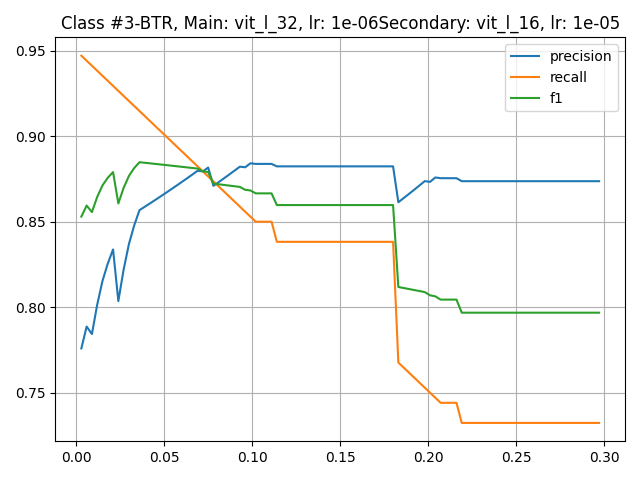 Class #3-BTR, Main: vit_l_32, lr: 1e-06Secondary: vit_l_16, lr: 1e-05
0.95
0.90
0.85
0.80
0.75
precision
recall
f1
0.00 0.05 0.10 0.15 0.20 0.25 0.30